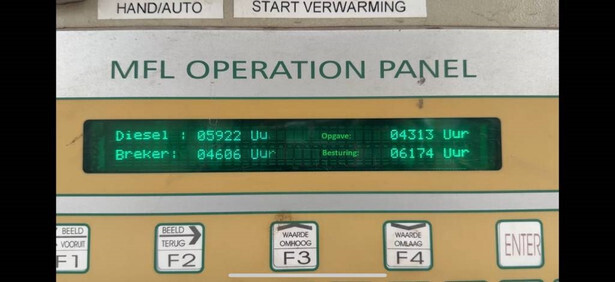 HAND/AUTO START VERWARMING
MFL OPERATION PANEL
Diesel : 05922 Uu Opgave: 04313 Uur
Breker: 04606 Uur Besturing: 06174 Uur
BEELD VOORUIT F1
BEELD TERUG F2
WAARDE OMHOOG F3
WAARDE OMLAAG F4
ENTER